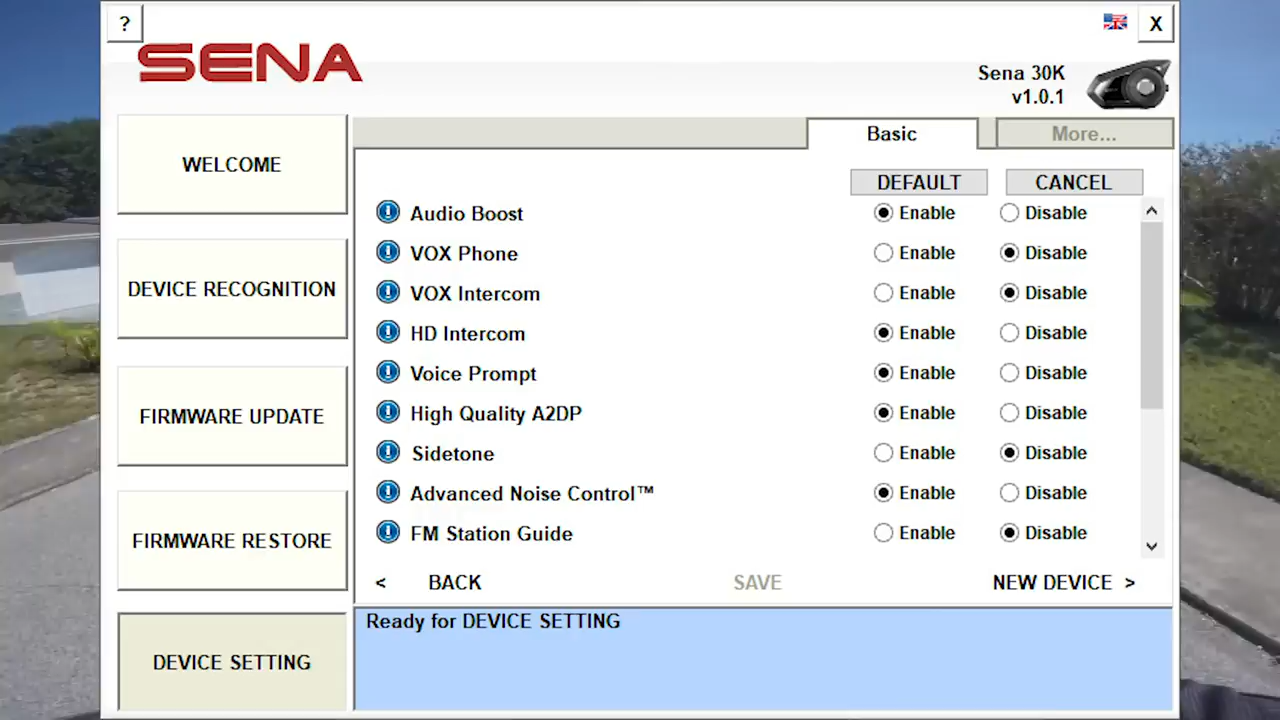 ?
X
SENA
Sena 30K
v1.0.1
WELCOME
DEVICE RECOGNITION
FIRMWARE UPDATE
FIRMWARE RESTORE
DEVICE SETTING
Basic
More...
DEFAULT
CANCEL
Audio Boost Enable Disable
VOX Phone Enable Disable
VOX Intercom Enable Disable
HD Intercom Enable Disable
Voice Prompt Enable Disable
High Quality A2DP Enable Disable
Sidetone Enable Disable
Advanced Noise Control™ Enable Disable
FM Station Guide Enable Disable
< BACK
SAVE
NEW DEVICE >
Ready for DEVICE SETTING